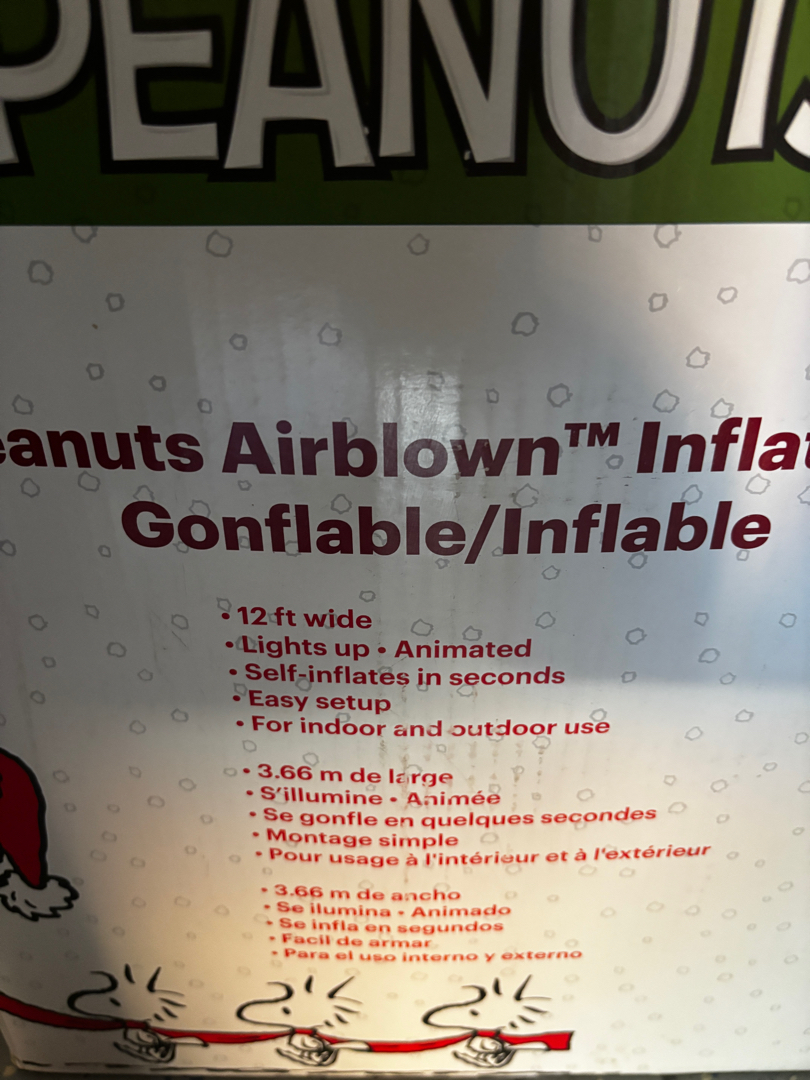 PEANUTS
eanuts Airblown™ Inflat
Gonflable/Inflable
• 12 ft wide
• Lights up • Animated
• Self-inflates in seconds
• Easy setup
• For indoor and outdoor use
• 3.66 m de large
• S'illumine • Animée
• Se gonfle en quelques secondes
• Montage simple
• Pour usage à l'intérieur et à l'extérieur
• 3.66 m de ancho
• Se ilumina • Animado
• Se infla en segundos
• Facil de armar
• Para el uso interno y externo